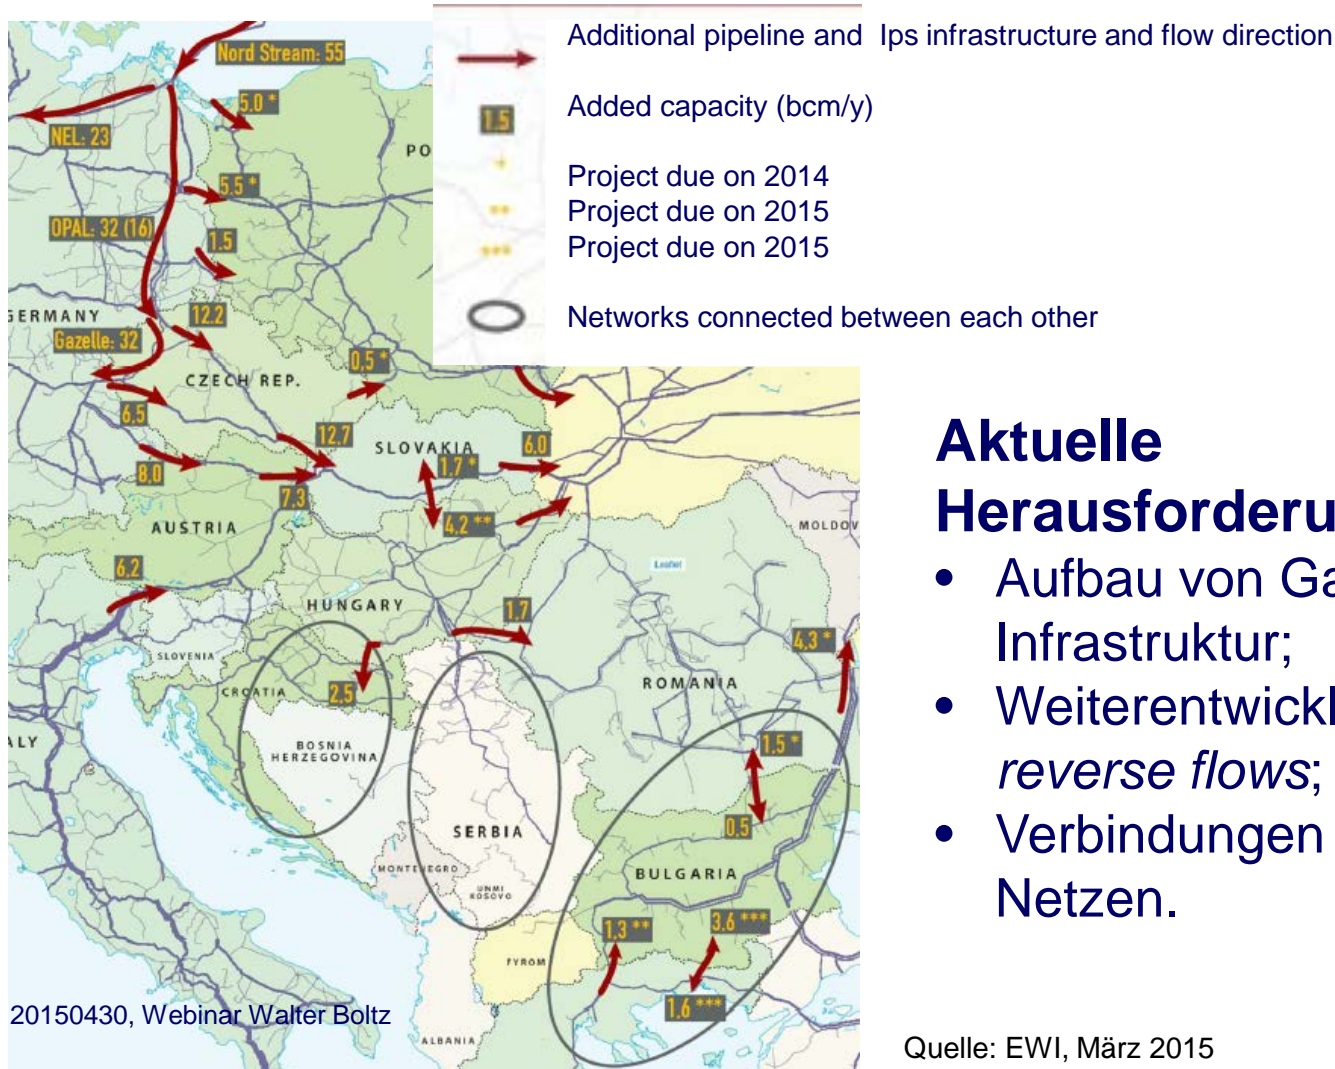 Additional pipeline and Ips infrastructure and flow direction
1.5
Added capacity (bcm/y)
*
Project due on 2014
**
Project due on 2015
***
Project due on 2015
Networks connected between each other
Nord Stream: 55
5.0 *
NEL: 23
PO
5.5 *
OPAL: 32 (16)
1.5
GERMANY
12.2
Gazelle: 32
0,5 *
CZECH REP.
6.5
12.7
SLOVAKIA
6.0
1.7 *
8.0
7.3
4.2 **
AUSTRIA
MOLDOV
6,2
HUNGARY
1.7
SLOVENIA
4,3 *
CROATIA
2.5
ROMANIA
ALY
BOSNIA
HERZEGOVINA
1.5 *
SERBIA
0.5
MONTENEGRO
BULGARIA
UNMI
KOSOVO
1,3 **
3.6 ***
FYROM
1.6 ***
ALBANIA
20150430, Webinar Walter Boltz
Aktuelle
Herausforderu
• Aufbau von Ga
Infrastruktur;
• Weiterentwickl
reverse flows;
• Verbindungen
Netzen.
Quelle: EWI, März 2015